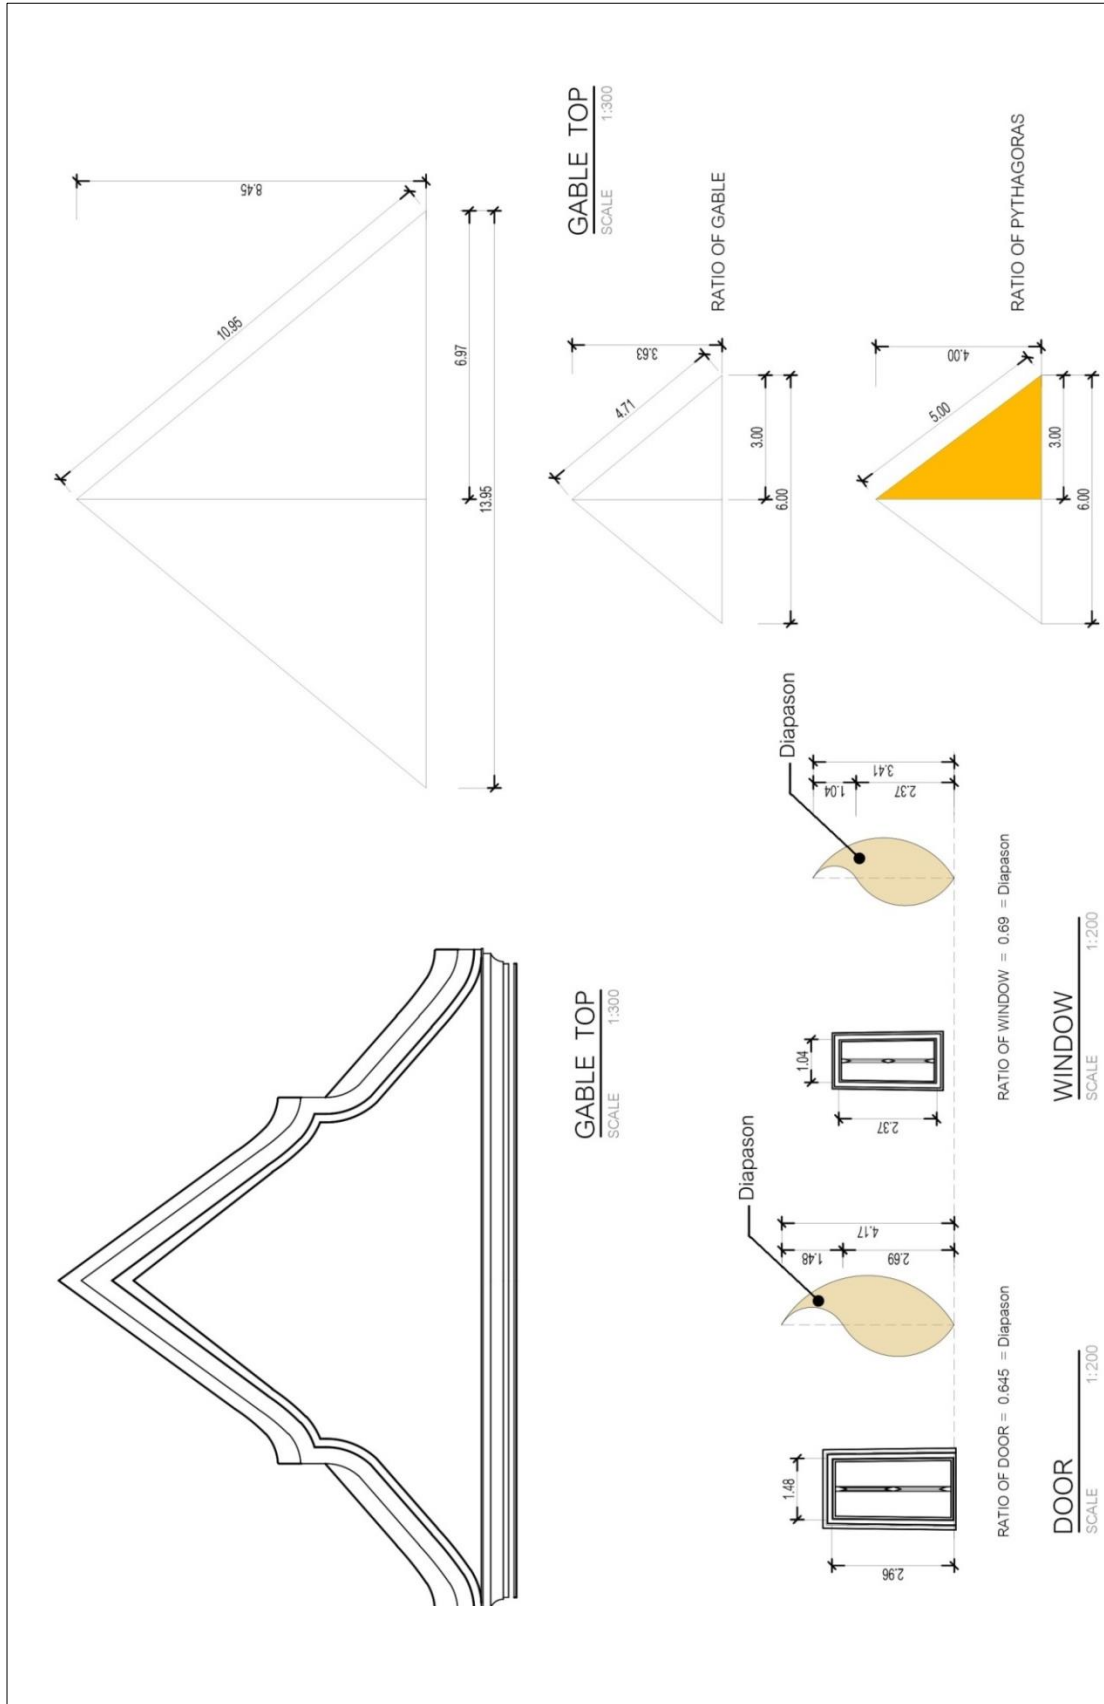 8.45
10.95
6.97
13.95
GABLE TOP
SCALE 1:300
GABLE TOP
SCALE 1:300
3.63
4.71
3.00
6.00
RATIO OF GABLE
4.00
5.00
3.00
6.00
RATIO OF PYTHAGORAS
1.48
2.96
Diapason
1.48
2.69
4.17
RATIO OF DOOR = 0.645 = Diapason
DOOR
SCALE 1:200
1.04
2.37
Diapason
1.04
2.37
3.41
RATIO OF WINDOW = 0.69 = Diapason
WINDOW
SCALE 1:200